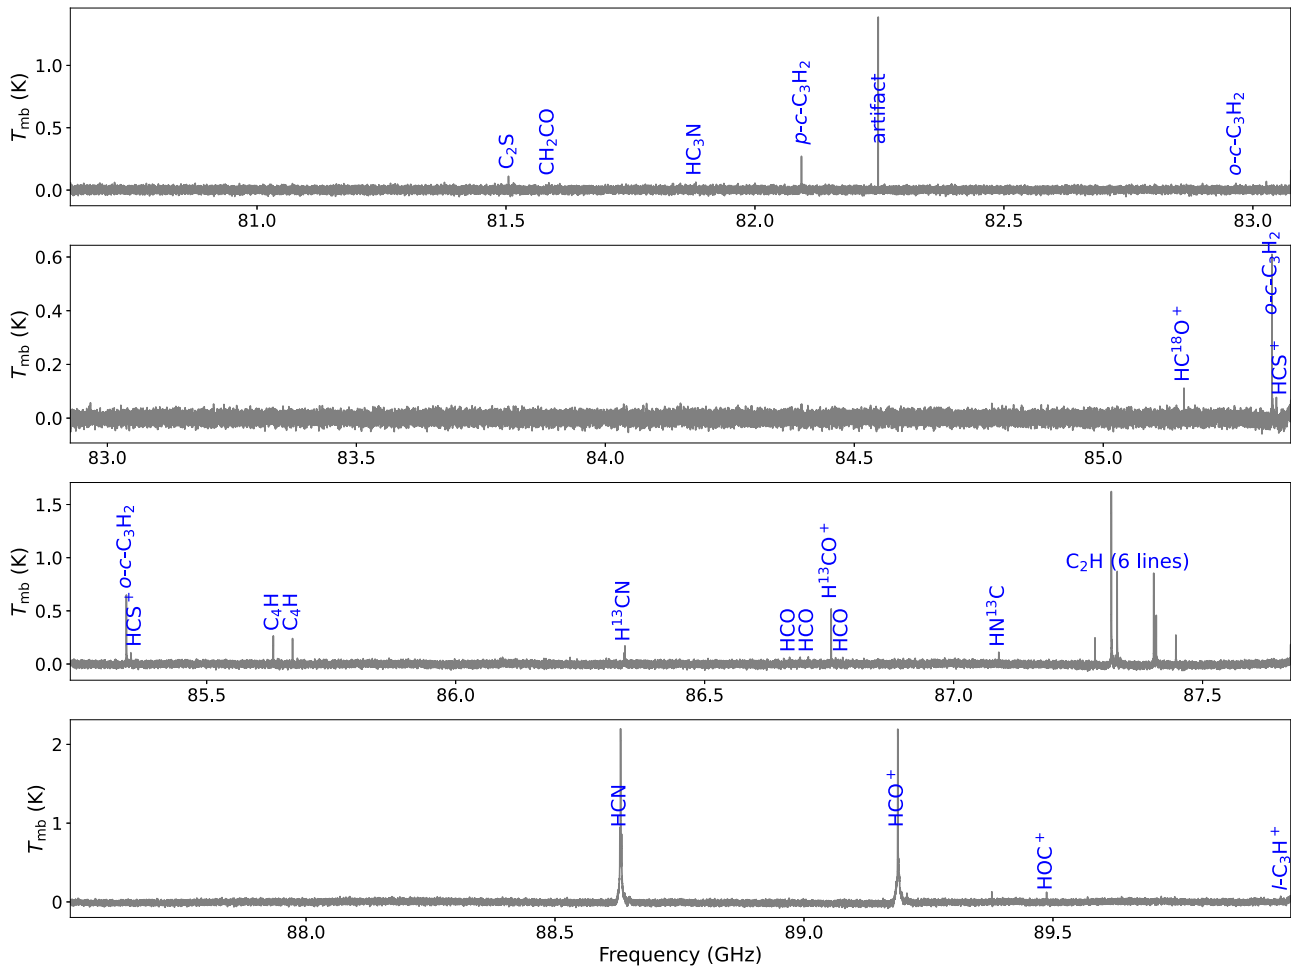 T_mb (K)
1.0
0.5
0.0
C₂S
CH₂CO
HC₃N
p-c-C₃H₂
artifact
o-c-C₃H₂
81.0 81.5 82.0 82.5 83.0
T_mb (K)
0.6
0.4
0.2
0.0
HC¹⁸O⁺
o-c-C₃H₂
HCS⁺
83.0 83.5 84.0 84.5 85.0
T_mb (K)
1.5
1.0
0.5
0.0
o-c-C₃H₂
HCS⁺
C₄H
C₄H
H¹³CN
HCO
HCO
H¹³CO⁺
HCO
HN¹³C
C₂H (6 lines)
85.5 86.0 86.5 87.0 87.5
T_mb (K)
2
1
0
HCN
HCO⁺
HOC⁺
l-C₃H⁺
88.0 88.5 89.0 89.5
Frequency (GHz)